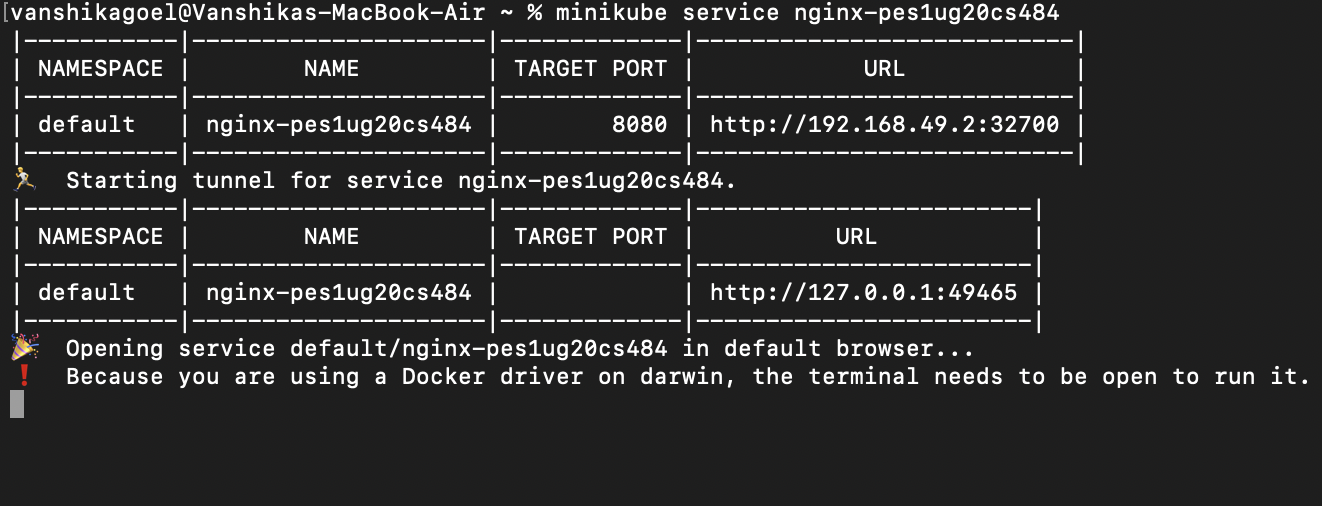 [vanshikagoel@Vanshikas-MacBook-Air ~ % minikube service nginx-pes1ug20cs484
|-----------|---------------------|-------------|---------------------------|
| NAMESPACE |        NAME         | TARGET PORT |            URL            |
|-----------|---------------------|-------------|---------------------------|
| default   | nginx-pes1ug20cs484 |        8080 | http://192.168.49.2:32700 |
|-----------|---------------------|-------------|---------------------------|
🏃  Starting tunnel for service nginx-pes1ug20cs484.
|-----------|---------------------|-------------|------------------------|
| NAMESPACE |        NAME         | TARGET PORT |          URL           |
|-----------|---------------------|-------------|------------------------|
| default   | nginx-pes1ug20cs484 |             | http://127.0.0.1:49465 |
|-----------|---------------------|-------------|------------------------|
🎉  Opening service default/nginx-pes1ug20cs484 in default browser...
❗  Because you are using a Docker driver on darwin, the terminal needs to be open to run it.